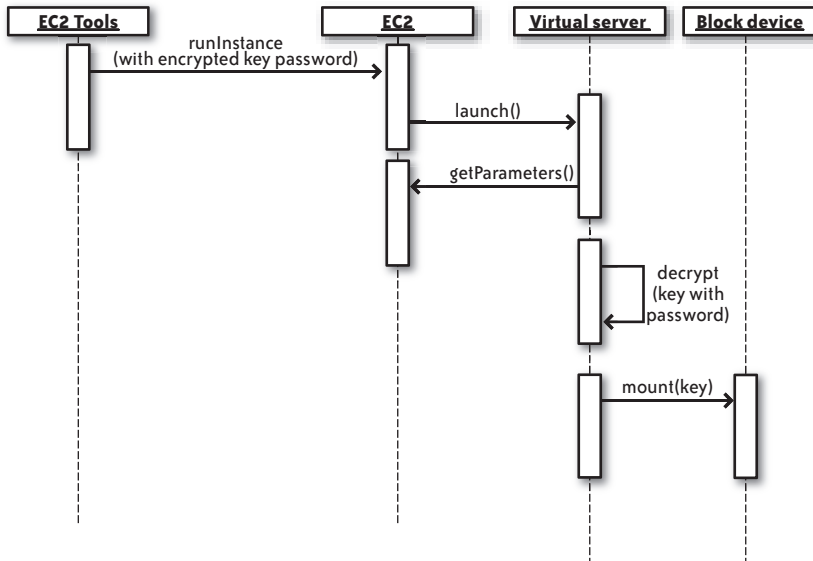 EC2 Tools
EC2
Virtual server
Block device
runInstance
(with encrypted key password)
launch()
getParameters()
decrypt
(key with
password)
mount(key)